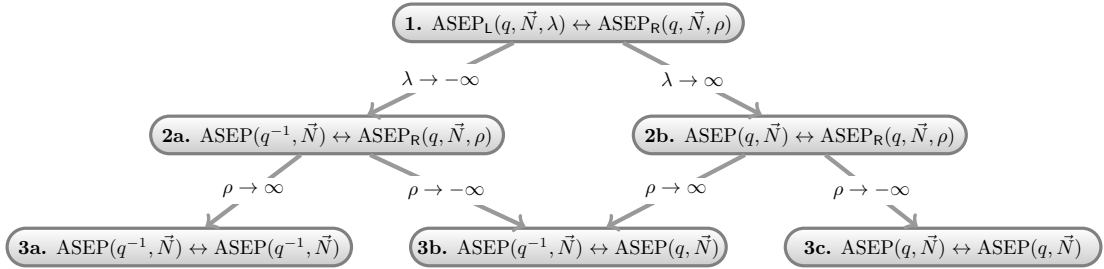 1. ASEP_L(q, N⃗, λ) ↔ ASEP_R(q, N⃗, ρ)
λ → −∞
λ → ∞
2a. ASEP(q⁻¹, N⃗) ↔ ASEP_R(q, N⃗, ρ)
2b. ASEP(q, N⃗) ↔ ASEP_R(q, N⃗, ρ)
ρ → ∞
ρ → −∞
ρ → ∞
ρ → −∞
3a. ASEP(q⁻¹, N⃗) ↔ ASEP(q⁻¹, N⃗)
3b. ASEP(q⁻¹, N⃗) ↔ ASEP(q, N⃗)
3c. ASEP(q, N⃗) ↔ ASEP(q, N⃗)